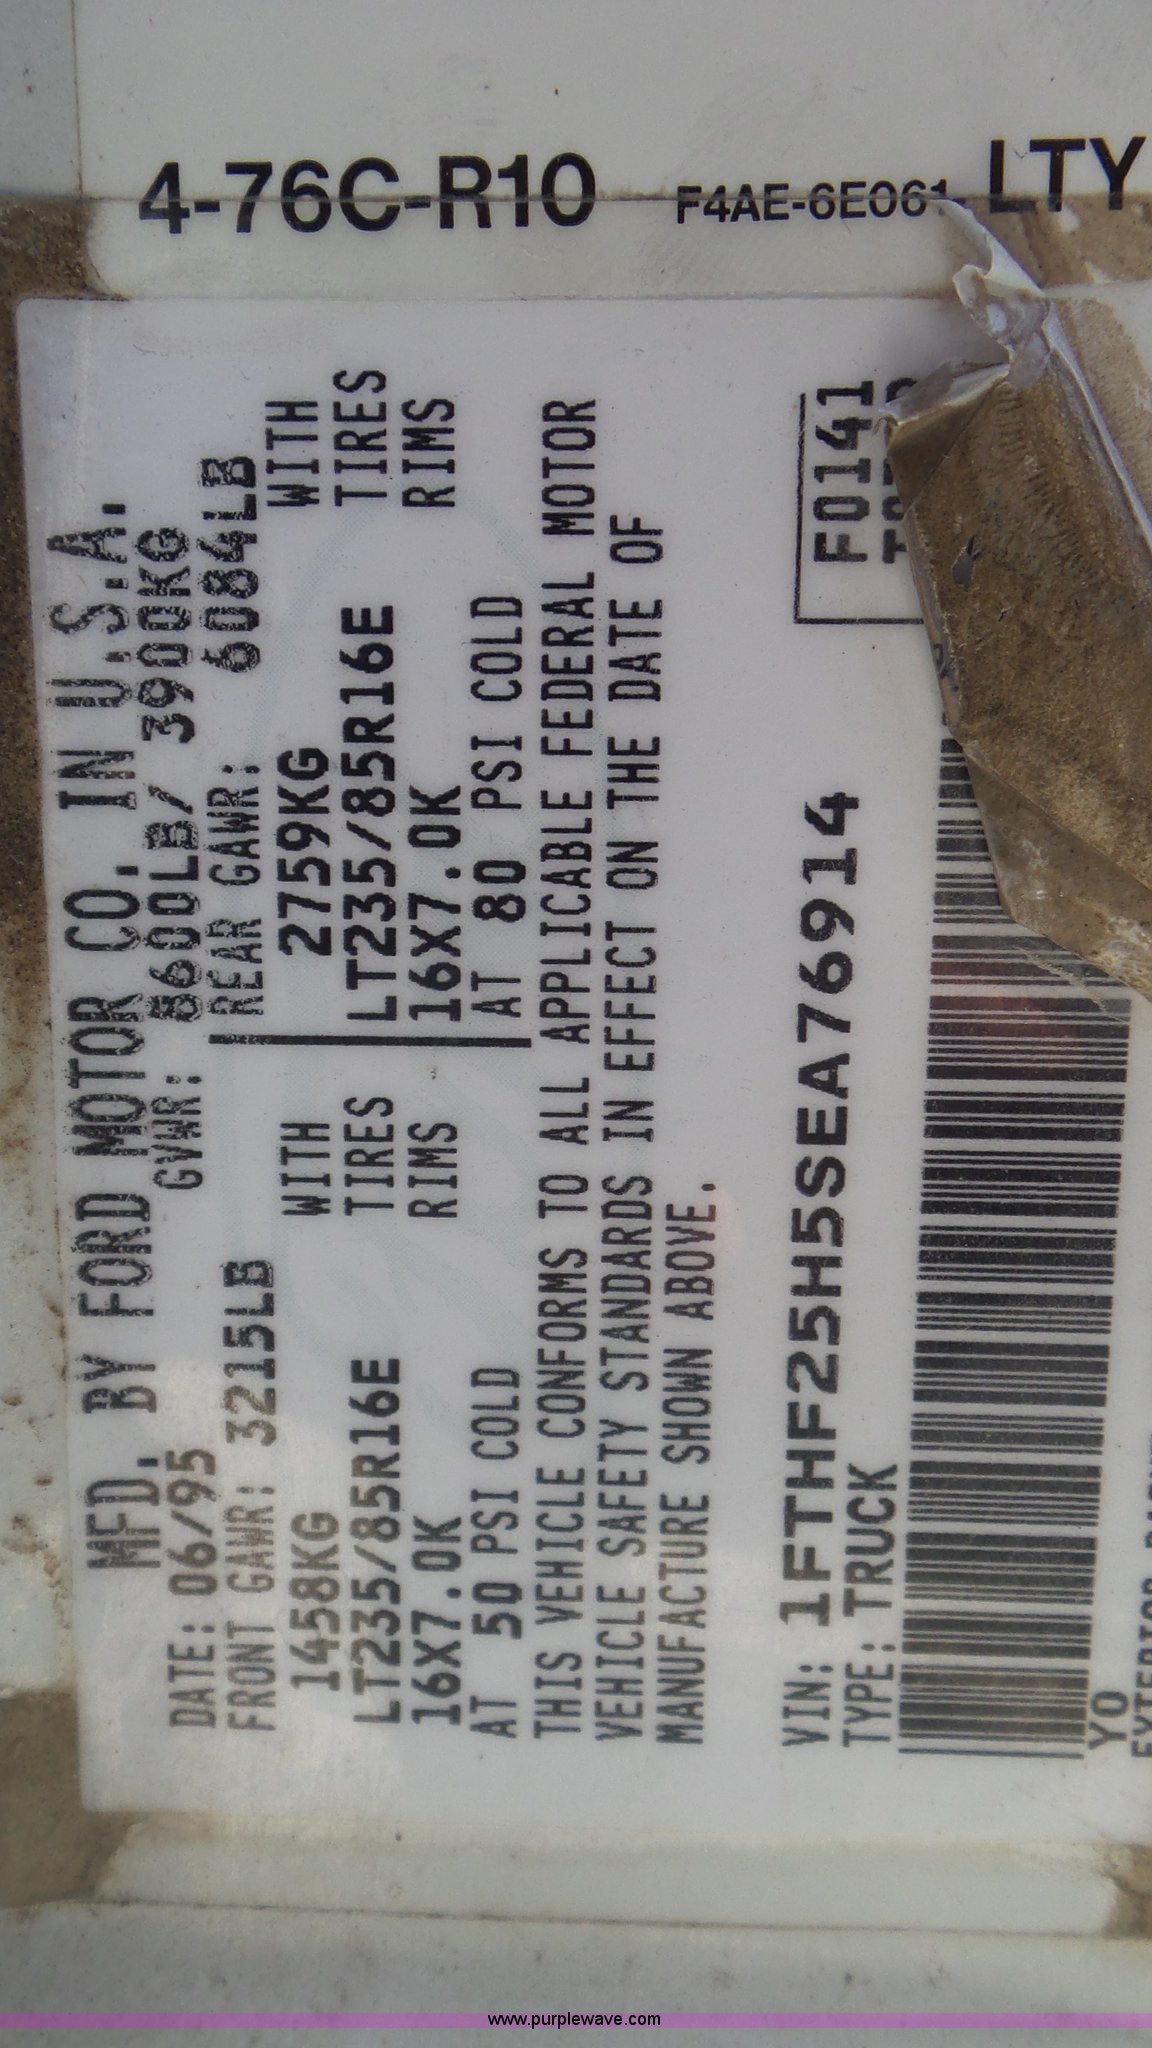 4-76C-R10 F4AE-6E061 LTY
MFD. BY FORD MOTOR CO. IN U.S.A.
DATE: 06/95 GVWR: 8600LB/ 3900KG
FRONT GAWR: 3215LB REAR GAWR: 6084LB
1458KG WITH 2759KG WITH
LT235/85R16E TIRES LT235/85R16E TIRES
16X7.0K RIMS 16X7.0K RIMS
AT 50 PSI COLD AT 80 PSI COLD
THIS VEHICLE CONFORMS TO ALL APPLICABLE FEDERAL MOTOR
VEHICLE SAFETY STANDARDS IN EFFECT ON THE DATE OF
MANUFACTURE SHOWN ABOVE.
VIN: 1FTHF25H5SEA76914 F0141
TYPE: TRUCK
YO
www.purplewave.com